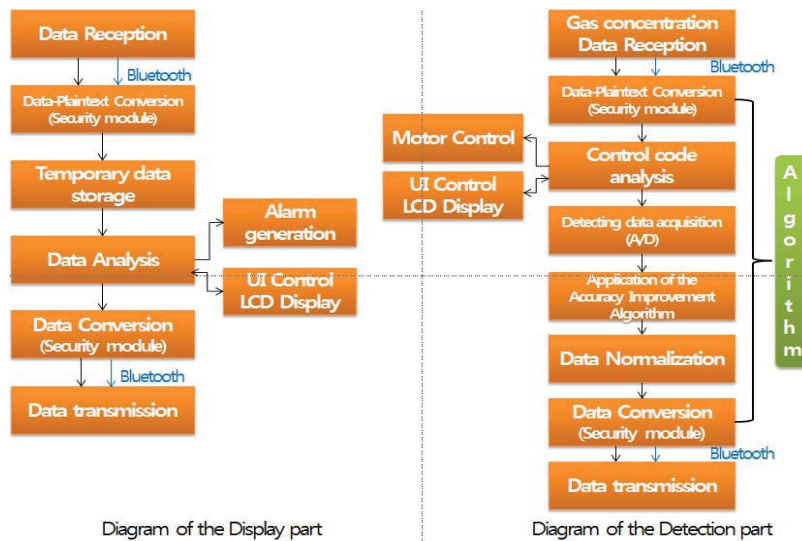 Data Reception
Bluetooth
Data-Plaintext Conversion
(Security module)
Temporary data
storage
Data Analysis
Alarm
generation
UI Control
LCD Display
Data Conversion
(Security module)
Bluetooth
Data transmission
Diagram of the Display part
Gas concentration
Data Reception
Bluetooth
Data-Plaintext Conversion
(Security module)
Motor Control
Control code
analysis
UI Control
LCD Display
Detecting data acquisition
(A/D)
Application of the
Accuracy Improvement
Algorithm
Data Normalization
Data Conversion
(Security module)
Bluetooth
Data transmission
Algorithm
Diagram of the Detection part